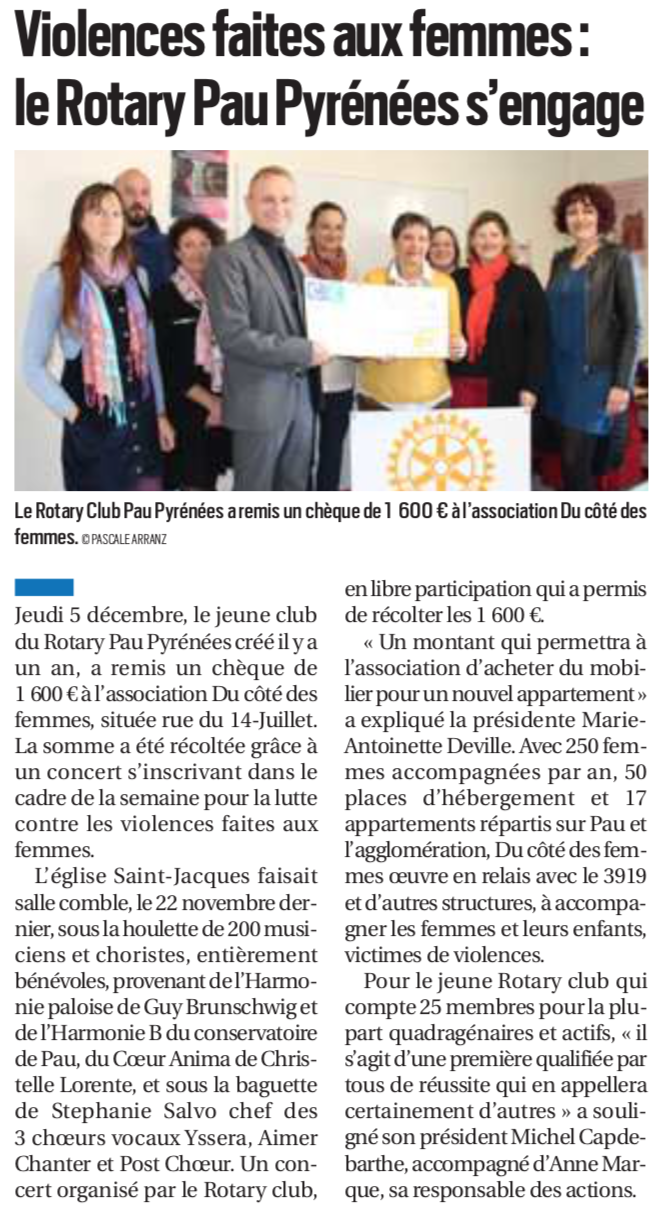 Violences faites aux femmes :
le Rotary Pau Pyrénées s’engage
Le Rotary Club Pau Pyrénées a remis un chèque de 1 600 € à l’association Du côté des
femmes. © PASCALE ARRANZ
Jeudi 5 décembre, le jeune club
du Rotary Pau Pyrénées créé il y a
un an, a remis un chèque de
1 600 € à l’association Du côté des
femmes, située rue du 14-Juillet.
La somme a été récoltée grâce à
un concert s’inscrivant dans le
cadre de la semaine pour la lutte
contre les violences faites aux
femmes.
L’église Saint-Jacques faisait
salle comble, le 22 novembre der-
nier, sous la houlette de 200 musi-
ciens et choristes, entièrement
bénévoles, provenant de l’Harmo-
nie paloise de Guy Brunschwig et
de l’Harmonie B du conservatoire
de Pau, du Cœur Anima de Chris-
telle Lorente, et sous la baguette
de Stephanie Salvo chef des
3 chœurs vocaux Yssera, Aimer
Chanter et Post Chœur. Un con-
cert organisé par le Rotary club,
en libre participation qui a permis
de récolter les 1 600 €.
« Un montant qui permettra à
l’association d’acheter du mobi-
lier pour un nouvel appartement »
a expliqué la présidente Marie-
Antoinette Deville. Avec 250 fem-
mes accompagnées par an, 50
places d’hébergement et 17
appartements répartis sur Pau et
l’agglomération, Du côté des fem-
mes œuvre en relais avec le 3919
et d’autres structures, à accompa-
gner les femmes et leurs enfants,
victimes de violences.
Pour le jeune Rotary club qui
compte 25 membres pour la plu-
part quadragénaires et actifs, « il
s’agit d’une première qualifiée par
tous de réussite qui en appellera
certainement d’autres » a souli-
gné son président Michel Capde-
barthe, accompagné d’Anne Mar-
que, sa responsable des actions.